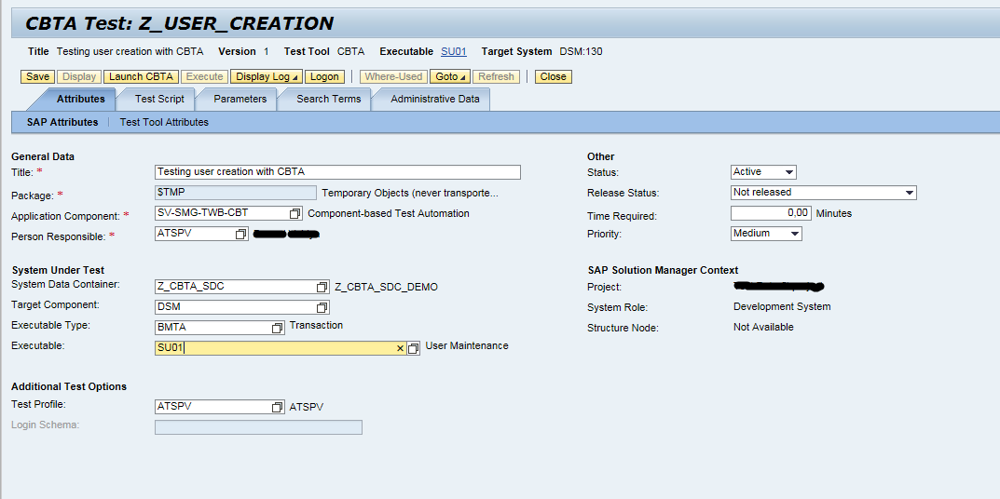 CBTA Test: Z_USER_CREATION
Title Testing user creation with CBTA Version 1 Test Tool CBTA Executable SU01 Target System DSM:130
Save Display Launch CBTA Execute Display Log Logon Where-Used Goto Refresh Close
Attributes Test Script Parameters Search Terms Administrative Data
SAP Attributes Test Tool Attributes
General Data
Title: * Testing user creation with CBTA
Package: * $TMP Temporary Objects (never transporte...
Application Component: * SV-SMG-TWB-CBT Component-based Test Automation
Person Responsible: * ATSPV
Other
Status: Active
Release Status: Not released
Time Required: 0,00 Minutes
Priority: Medium
System Under Test
System Data Container: Z_CBTA_SDC Z_CBTA_SDC_DEMO
Target Component: DSM
Executable Type: BMTA Transaction
Executable: SU01 User Maintenance
SAP Solution Manager Context
Project:
System Role: Development System
Structure Node: Not Available
Additional Test Options
Test Profile: ATSPV ATSPV
Login Schema: